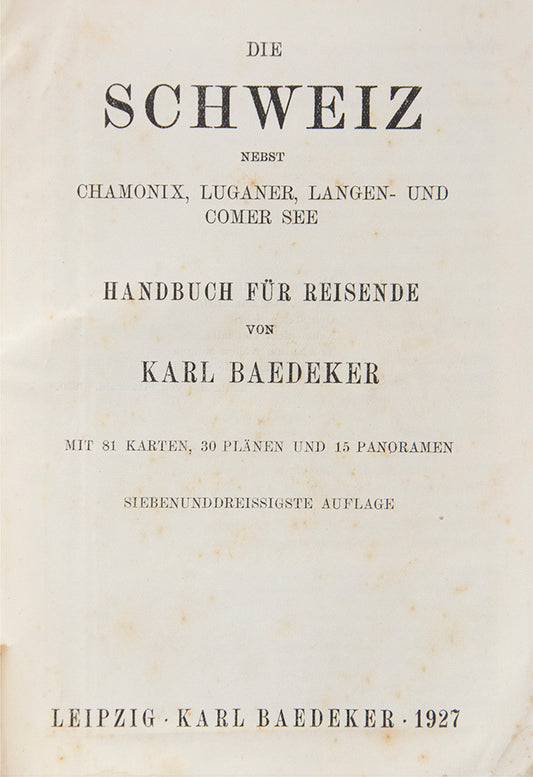 DIE
SCHWEIZ
NEBST
CHAMONIX, LUGANER, LANGEN- UND
COMER SEE
HANDBUCH FÜR REISENDE
VON
KARL BAEDEKER
MIT 81 KARTEN, 30 PLÄNEN UND 15 PANORAMEN
SIEBENUNDDREISSIGSTE AUFLAGE
LEIPZIG · KARL BAEDEKER · 1927